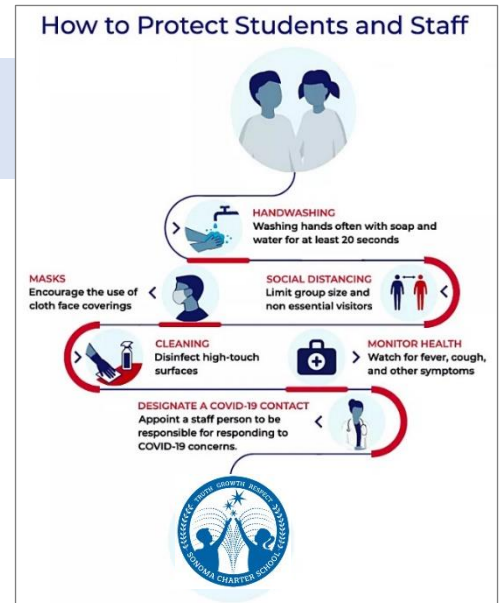 How to Protect Students and Staff
HANDWASHING
Washing hands often with soap and
water for at least 20 seconds
SOCIAL DISTANCING
Limit group size and
non essential visitors
MASKS
Encourage the use of
cloth face coverings
CLEANING
Disinfect high-touch
surfaces
MONITOR HEALTH
Watch for fever, cough,
and other symptoms
DESIGNATE A COVID-19 CONTACT
Appoint a staff person to be
responsible for responding to
COVID-19 concerns.
TRUTH GROWTH RESPECT
SONOMA CHARTER SCHOOL